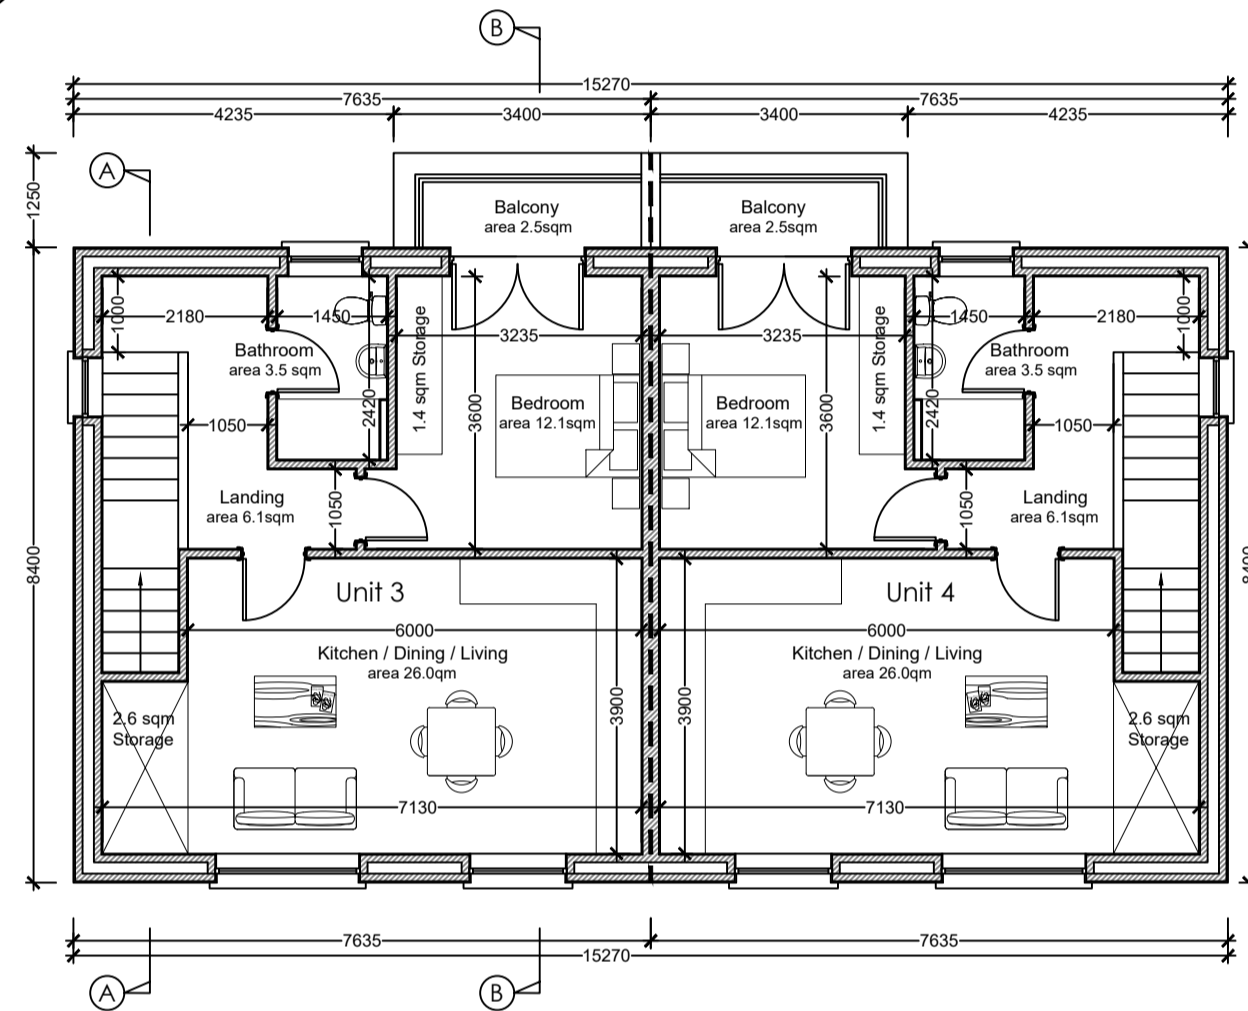 B
15270
7635
7635
4235
3400
3400
4235
A
1250
Balcony
area 2.5sqm
Balcony
area 2.5sqm
1000
2180
1450
3235
3235
1450
2180
1000
Bathroom
area 3.5 sqm
1.4 sqm Storage
1.4 sqm Storage
Bathroom
area 3.5 sqm
2420
3600
Bedroom
area 12.1sqm
Bedroom
area 12.1sqm
3600
2420
1050
1050
Landing
area 6.1sqm
1050
1050
Landing
area 6.1sqm
8400
8400
Unit 3
Unit 4
6000
6000
Kitchen / Dining / Living
area 26.0qm
Kitchen / Dining / Living
area 26.0qm
3900
3900
2.6 sqm
Storage
2.6 sqm
Storage
7130
7130
7635
7635
15270
A
B